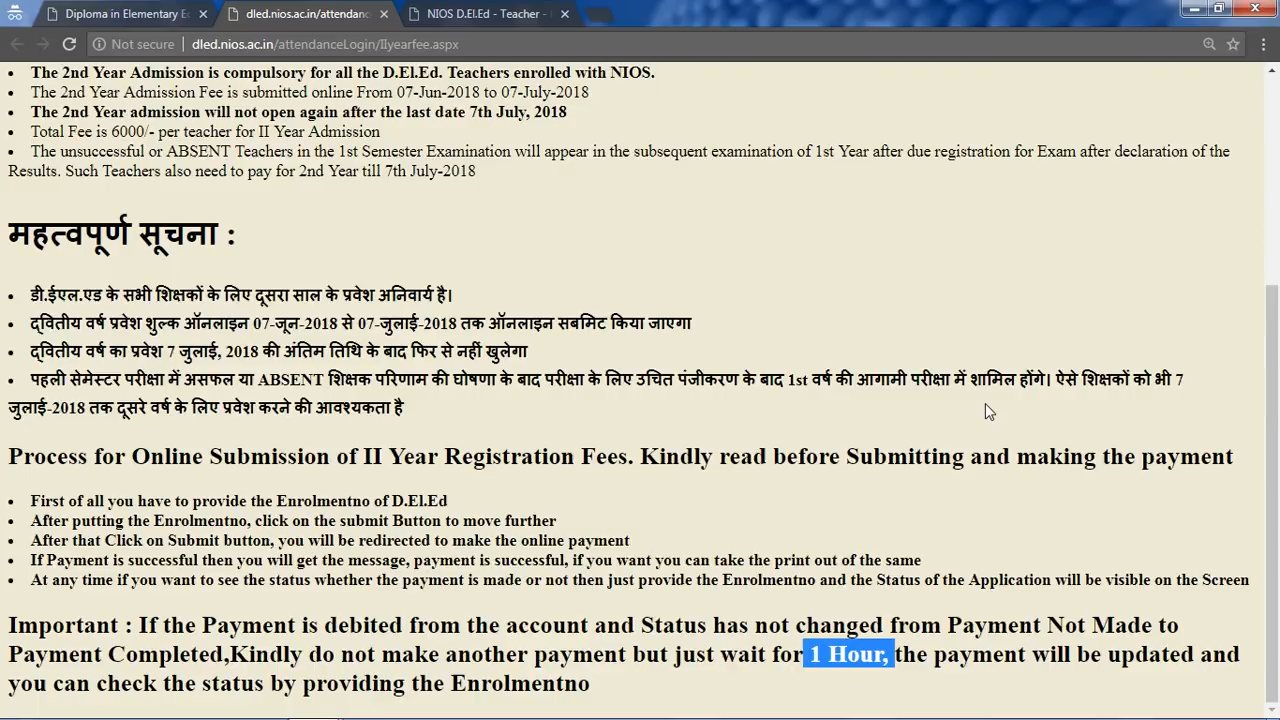 Diploma in Elementary E
dled.nios.ac.in/attendanc
NIOS D.El.Ed - Teacher -
Not secure
dled.nios.ac.in/attendanceLogin/IIyearfee.aspx
The 2nd Year Admission is compulsory for all the D.El.Ed. Teachers enrolled with NIOS.
The 2nd Year Admission Fee is submitted online From 07-Jun-2018 to 07-July-2018
The 2nd Year admission will not open again after the last date 7th July, 2018
Total Fee is 6000/- per teacher for II Year Admission
The unsuccessful or ABSENT Teachers in the 1st Semester Examination will appear in the subsequent examination of 1st Year after due registration for Exam after declaration of the
Results. Such Teachers also need to pay for 2nd Year till 7th July-2018
महत्वपूर्ण सूचना :
डी.ईएल.एड के सभी शिक्षकों के लिए दूसरा साल के प्रवेश अनिवार्य है।
द्वितीय वर्ष प्रवेश शुल्क ऑनलाइन 07-जून-2018 से 07-जुलाई-2018 तक ऑनलाइन सबमिट किया जाएगा
द्वितीय वर्ष का प्रवेश 7 जुलाई, 2018 की अंतिम तिथि के बाद फिर से नहीं खुलेगा
पहली सेमेस्टर परीक्षा में असफल या ABSENT शिक्षक परिणाम की घोषणा के बाद परीक्षा के लिए उचित पंजीकरण के बाद 1st वर्ष की आगामी परीक्षा में शामिल होंगे। ऐसे शिक्षकों को भी 7
जुलाई-2018 तक दूसरे वर्ष के लिए प्रवेश करने की आवश्यकता है
Process for Online Submission of II Year Registration Fees. Kindly read before Submitting and making the payment
First of all you have to provide the Enrolmentno of D.El.Ed
After putting the Enrolmentno, click on the submit Button to move further
After that Click on Submit button, you will be redirected to make the online payment
If Payment is successful then you will get the message, payment is successful, if you want you can take the print out of the same
At any time if you want to see the status whether the payment is made or not then just provide the Enrolmentno and the Status of the Application will be visible on the Screen
Important : If the Payment is debited from the account and Status has not changed from Payment Not Made to
Payment Completed,Kindly do not make another payment but just wait for 1 Hour, the payment will be updated and
you can check the status by providing the Enrolmentno